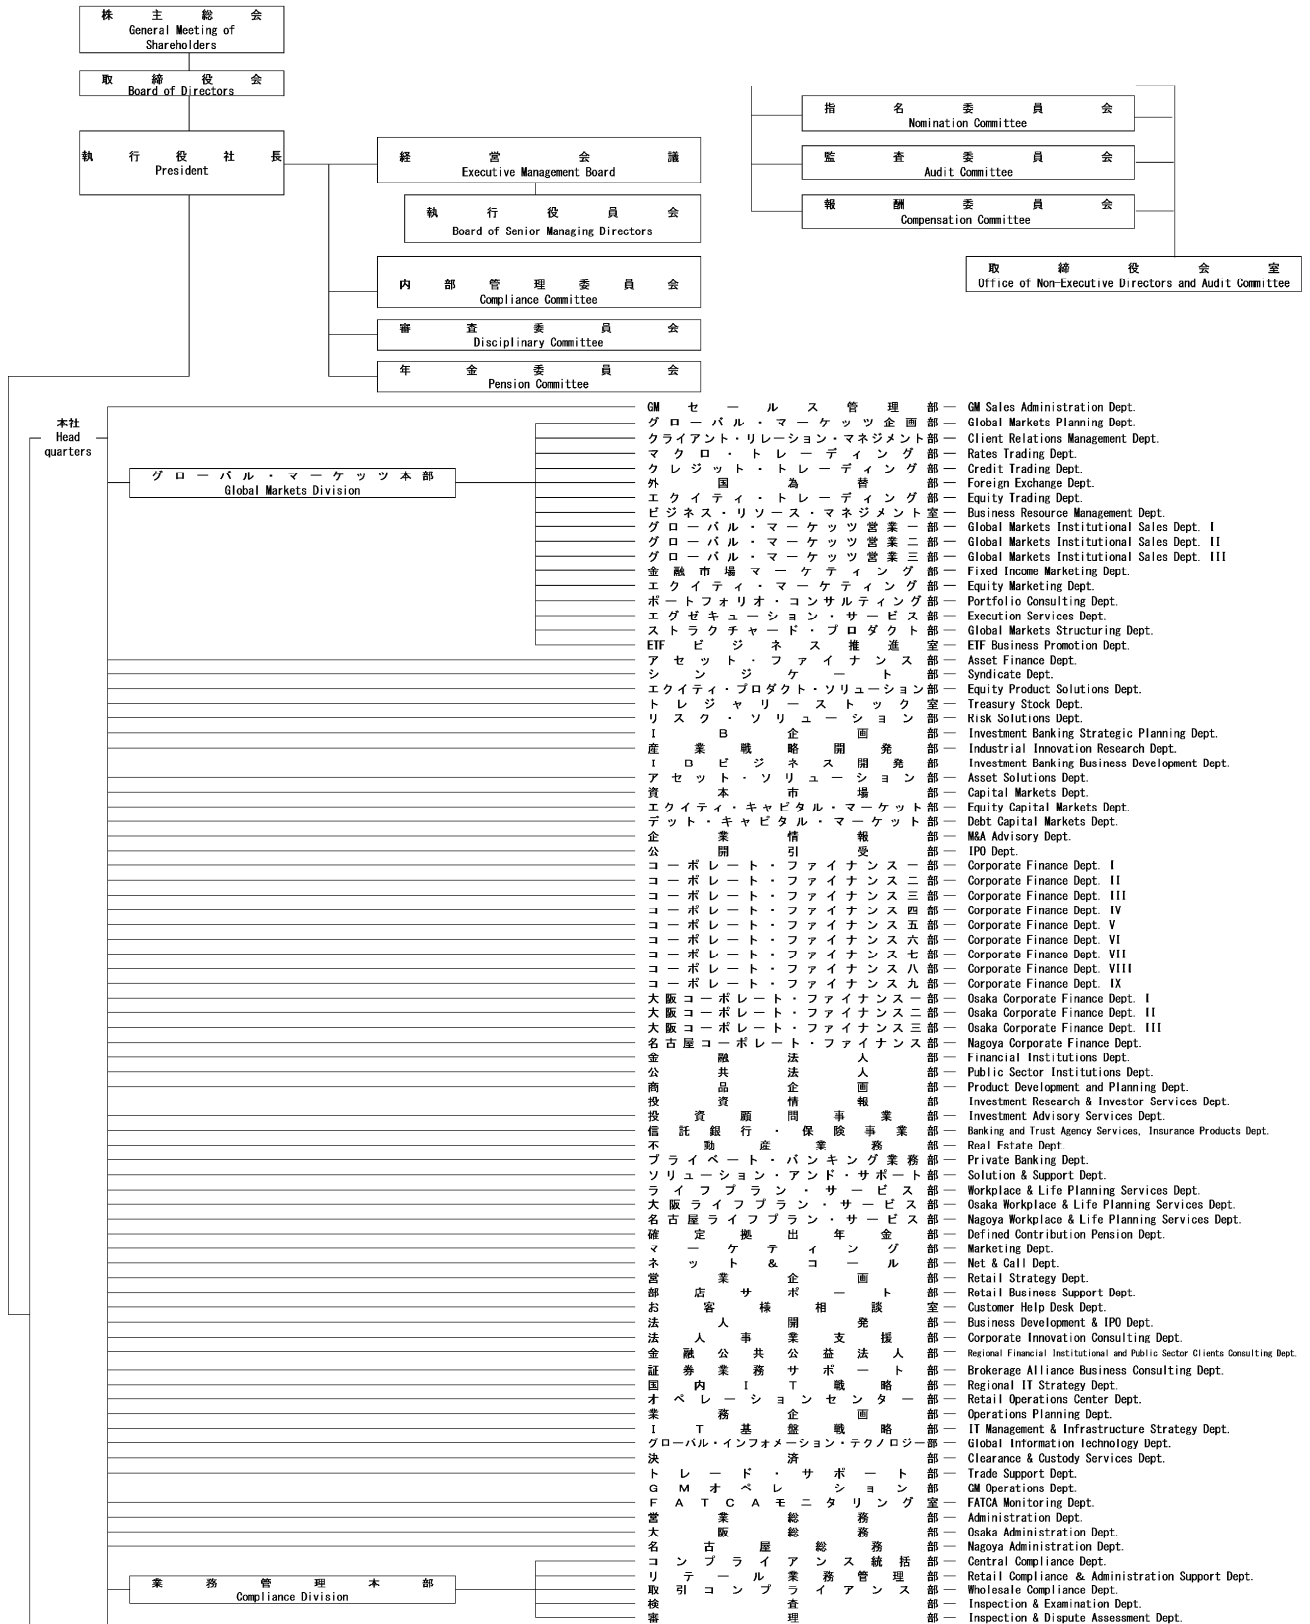 株主総会
General Meeting of
Shareholders
取締役会
Board of Directors
執行役社長
President
経営会議
Executive Management Board
執行役員会
Board of Senior Managing Directors
内部管理委員会
Compliance Committee
審査委員会
Disciplinary Committee
年金委員会
Pension Committee
指名委員会
Nomination Committee
監査委員会
Audit Committee
報酬委員会
Compensation Committee
取締役会室
Office of Non-Executive Directors and Audit Committee
本社
Head
quarters
GMセールス管理部 — GM Sales Administration Dept.
グローバル・マーケッツ本部
Global Markets Division
グローバル・マーケッツ企画部 — Global Markets Planning Dept.
クライアント・リレーション・マネジメント部 — Client Relations Management Dept.
マクロ・トレーディング部 — Rates Trading Dept.
クレジット・トレーディング部 — Credit Trading Dept.
外国為替部 — Foreign Exchange Dept.
エクイティ・トレーディング部 — Equity Trading Dept.
ビジネス・リソース・マネジメント室 — Business Resource Management Dept.
グローバル・マーケッツ営業一部 — Global Markets Institutional Sales Dept. I
グローバル・マーケッツ営業二部 — Global Markets Institutional Sales Dept. II
グローバル・マーケッツ営業三部 — Global Markets Institutional Sales Dept. III
金融市場マーケティング部 — Fixed Income Marketing Dept.
エクイティ・マーケティング部 — Equity Marketing Dept.
ポートフォリオ・コンサルティング部 — Portfolio Consulting Dept.
エグゼキューション・サービス部 — Execution Services Dept.
ストラクチャード・プロダクト部 — Global Markets Structuring Dept.
ETFビジネス推進室 — ETF Business Promotion Dept.
アセット・ファイナンス部 — Asset Finance Dept.
シンジケート部 — Syndicate Dept.
エクイティ・プロダクト・ソリューション部 — Equity Product Solutions Dept.
トレジャリーストック室 — Treasury Stock Dept.
リスク・ソリューション部 — Risk Solutions Dept.
IB企画部 — Investment Banking Strategic Planning Dept.
産業戦略開発部 — Industrial Innovation Research Dept.
IBビジネス開発部 — Investment Banking Business Development Dept.
アセット・ソリューション部 — Asset Solutions Dept.
資本市場部 — Capital Markets Dept.
エクイティ・キャピタル・マーケット部 — Equity Capital Markets Dept.
デット・キャピタル・マーケット部 — Debt Capital Markets Dept.
企業情報部 — M&A Advisory Dept.
公開引受部 — IPO Dept.
コーポレート・ファイナンス一部 — Corporate Finance Dept. I
コーポレート・ファイナンス二部 — Corporate Finance Dept. II
コーポレート・ファイナンス三部 — Corporate Finance Dept. III
コーポレート・ファイナンス四部 — Corporate Finance Dept. IV
コーポレート・ファイナンス五部 — Corporate Finance Dept. V
コーポレート・ファイナンス六部 — Corporate Finance Dept. VI
コーポレート・ファイナンス七部 — Corporate Finance Dept. VII
コーポレート・ファイナンス八部 — Corporate Finance Dept. VIII
コーポレート・ファイナンス九部 — Corporate Finance Dept. IX
大阪コーポレート・ファイナンス一部 — Osaka Corporate Finance Dept. I
大阪コーポレート・ファイナンス二部 — Osaka Corporate Finance Dept. II
大阪コーポレート・ファイナンス三部 — Osaka Corporate Finance Dept. III
名古屋コーポレート・ファイナンス部 — Nagoya Corporate Finance Dept.
金融法人部 — Financial Institutions Dept.
公共法人部 — Public Sector Institutions Dept.
商品企画部 — Product Development and Planning Dept.
投資情報部 — Investment Research & Investor Services Dept.
投資顧問事業部 — Investment Advisory Services Dept.
信託銀行・保険事業部 — Banking and Trust Agency Services, Insurance Products Dept.
不動産業務部 — Real Estate Dept.
プライベート・バンキング業務部 — Private Banking Dept.
ソリューション・アンド・サポート部 — Solution & Support Dept.
ライフプラン・サービス部 — Workplace & Life Planning Services Dept.
大阪ライフプラン・サービス部 — Osaka Workplace & Life Planning Services Dept.
名古屋ライフプラン・サービス部 — Nagoya Workplace & Life Planning Services Dept.
確定拠出年金部 — Defined Contribution Pension Dept.
マーケティング部 — Marketing Dept.
ネット&コール部 — Net & Call Dept.
営業企画部 — Retail Strategy Dept.
部店サポート部 — Retail Business Support Dept.
お客様相談室 — Customer Help Desk Dept.
法人開発部 — Business Development & IPO Dept.
法人事業支援部 — Corporate Innovation Consulting Dept.
金融公共公益法人部 — Regional Financial Institutional and Public Sector Clients Consulting Dept.
証券業務サポート部 — Brokerage Alliance Business Consulting Dept.
国内IT戦略部 — Regional IT Strategy Dept.
オペレーションセンター部 — Retail Operations Center Dept.
業務企画部 — Operations Planning Dept.
IT基盤戦略部 — IT Management & Infrastructure Strategy Dept.
グローバル・インフォメーション・テクノロジー部 — Global Information Technology Dept.
決済部 — Clearance & Custody Services Dept.
トレード・サポート部 — Trade Support Dept.
GMオペレーション部 — GM Operations Dept.
FATCAモニタリング室 — FATCA Monitoring Dept.
営業総務部 — Administration Dept.
大阪総務部 — Osaka Administration Dept.
名古屋総務部 — Nagoya Administration Dept.
業務管理本部
Compliance Division
コンプライアンス統括部 — Central Compliance Dept.
リテール業務管理部 — Retail Compliance & Administration Support Dept.
取引コンプライアンス部 — Wholesale Compliance Dept.
検査部 — Inspection & Examination Dept.
審理部 — Inspection & Dispute Assessment Dept.